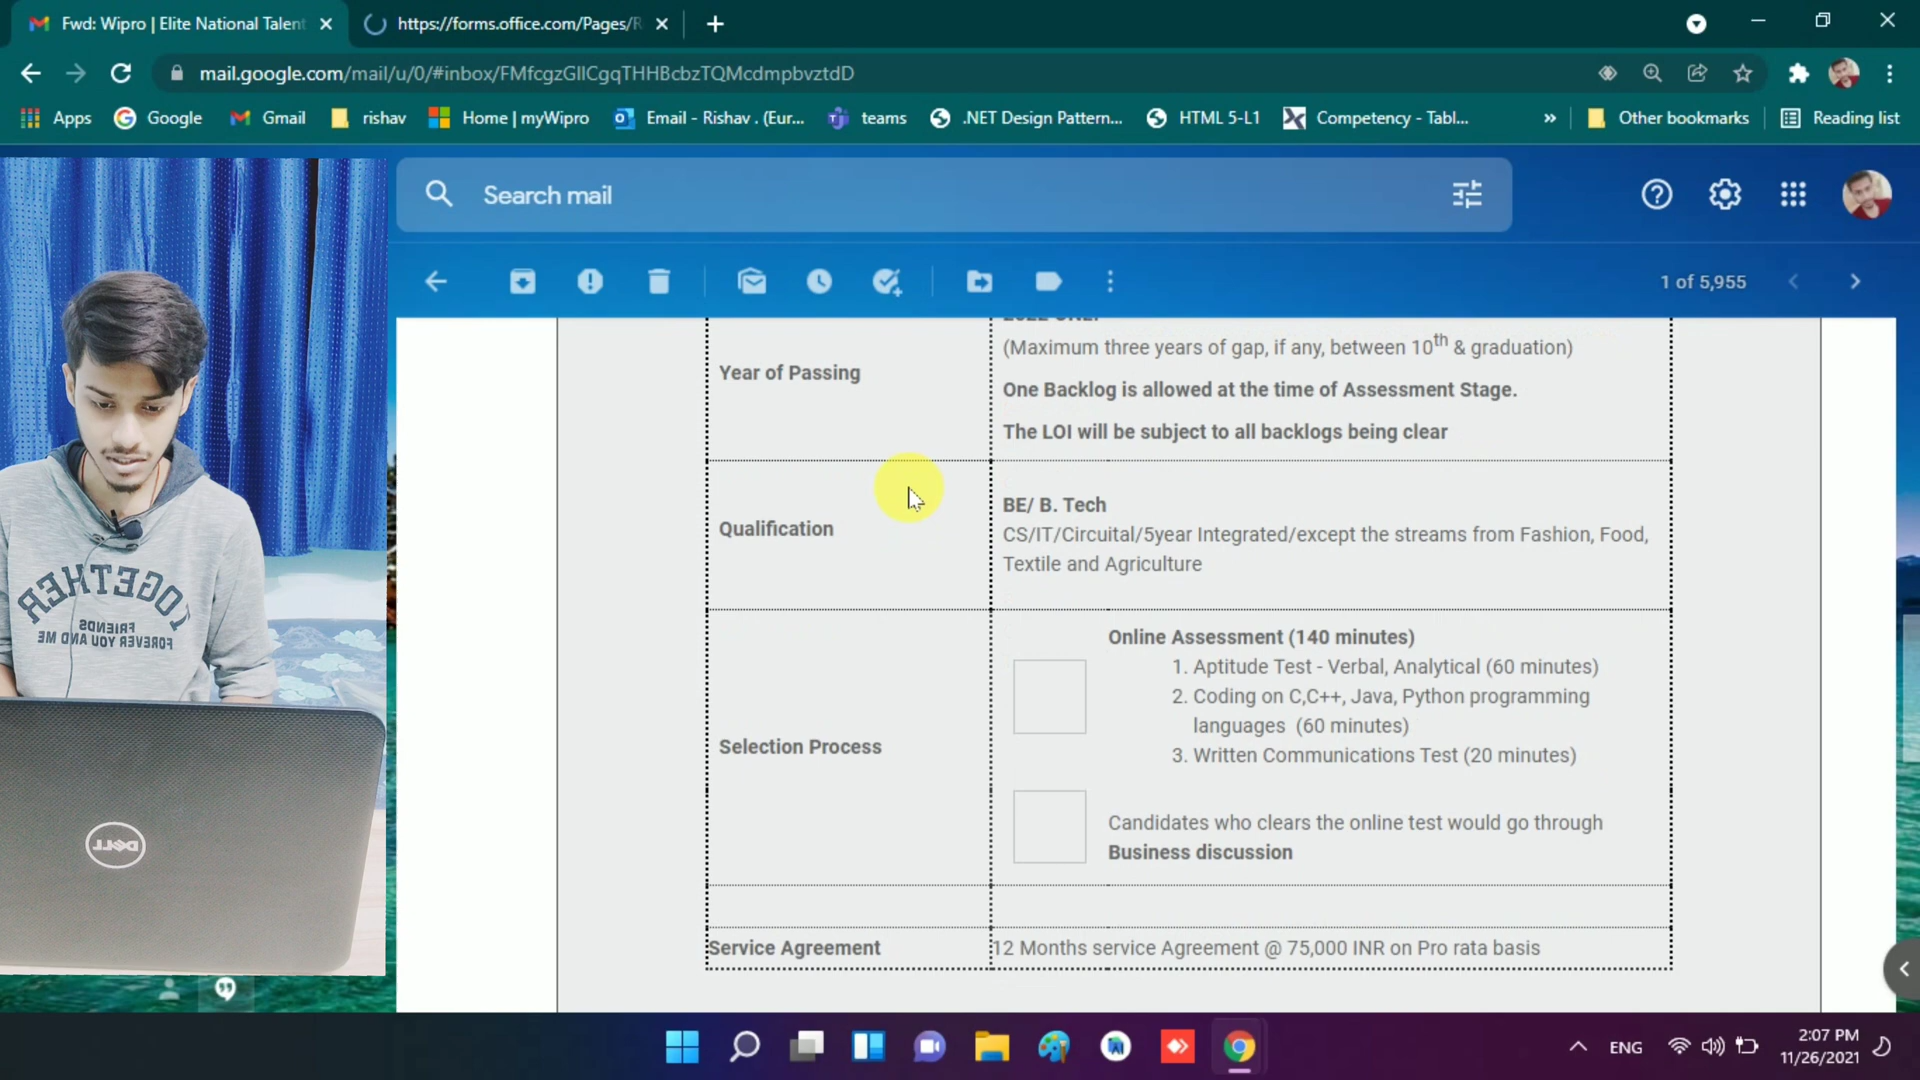 Fwd: Wipro | Elite National Talent
https://forms.office.com/Pages/R
mail.google.com/mail/u/0/#inbox/FMfcgzGllCgqTHHBcbzTQMcdmpbvztdD
Apps
Google
Gmail
rishav
Home | myWipro
Email - Rishav . (Eur...
teams
.NET Design Pattern...
HTML 5-L1
Competency - Tabl...
»
Other bookmarks
Reading list
Search mail
1 of 5,955
Year of Passing
(Maximum three years of gap, if any, between 10th & graduation)
One Backlog is allowed at the time of Assessment Stage.
The LOI will be subject to all backlogs being clear
Qualification
BE/ B. Tech
CS/IT/Circuital/5year Integrated/except the streams from Fashion, Food,
Textile and Agriculture
Selection Process
Online Assessment (140 minutes)
1. Aptitude Test - Verbal, Analytical (60 minutes)
2. Coding on C,C++, Java, Python programming
languages (60 minutes)
3. Written Communications Test (20 minutes)
Candidates who clears the online test would go through
Business discussion
Service Agreement
12 Months service Agreement @ 75,000 INR on Pro rata basis
TOGETHER
FRIENDS
FOREVER YOU AND ME
DELL
ENG
2:07 PM
11/26/2021